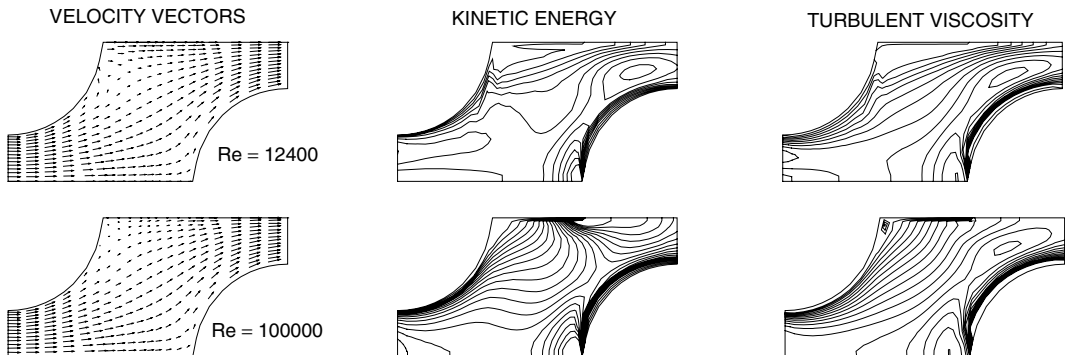 VELOCITY VECTORS
KINETIC ENERGY
TURBULENT VISCOSITY
Re = 12400
Re = 100000